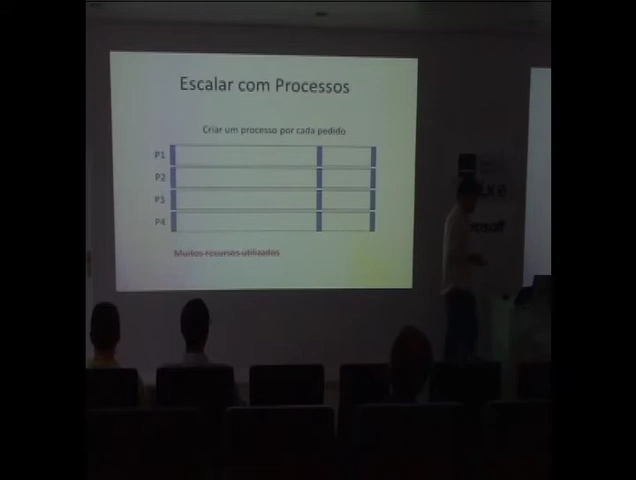 Escalar com Processos
Criar um processo por cada pedido
P1
P2
P3
P4
Muitos recursos utilizados